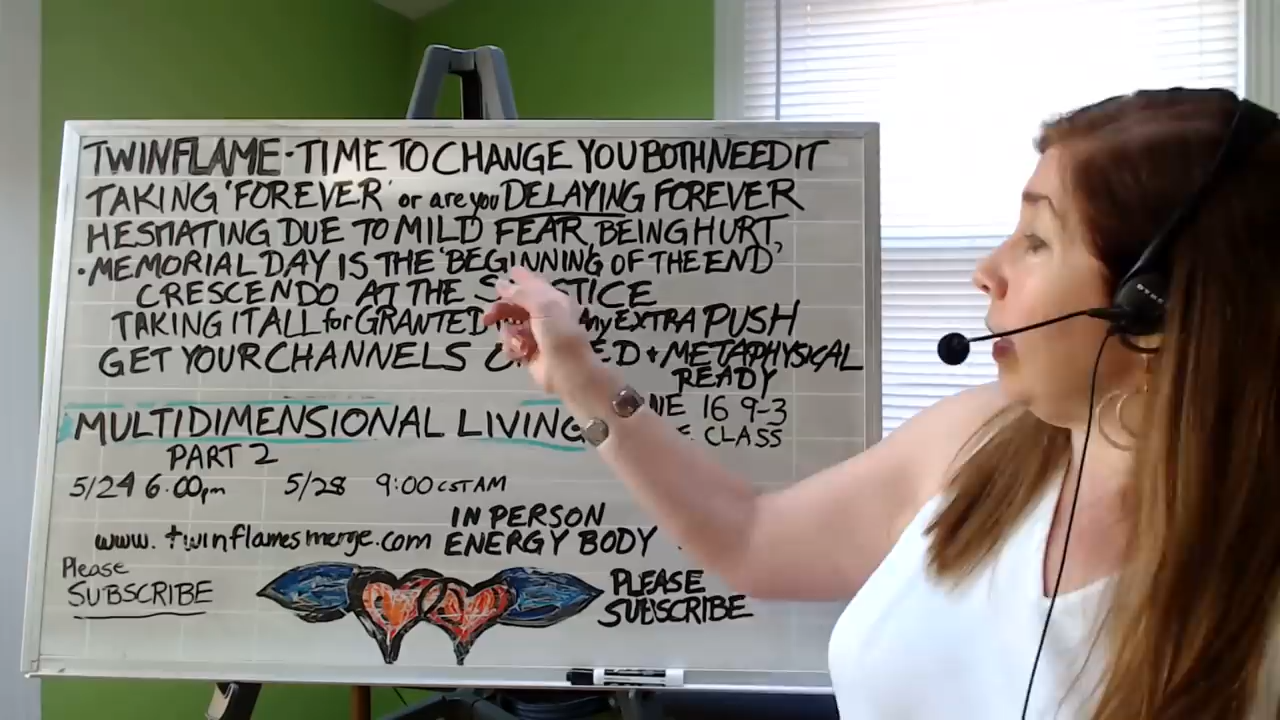 TWINFLAME • TIME TO CHANGE YOU BOTH NEED IT
TAKING 'FOREVER' or are you DELAYING FOREVER
HESITATING DUE TO MILD FEAR, BEING HURT,
• MEMORIAL DAY IS THE 'BEGINNING OF THE END'
CRESCENDO AT THE
TAKING IT ALL for GRANTED Any EXTRA PUSH
GET YOUR CHANNELS + METAPHYSICAL
READY
MULTIDIMENSIONAL LIVING
16 9-3
PART 2
CLASS
5/24 6:00pm 5/28 9:00 CST AM
IN PERSON
www.twinflamesmerge.com ENERGY BODY
Please
SUBSCRIBE
PLEASE
SUBSCRIBE